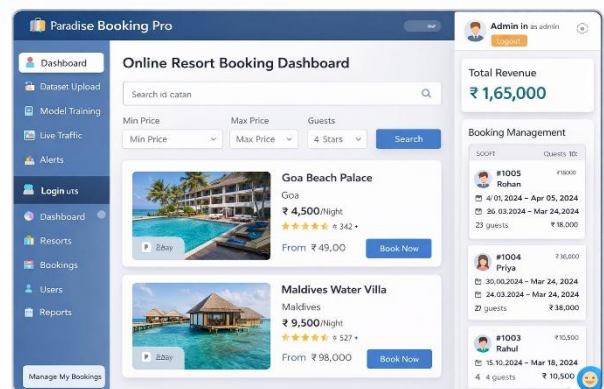 Paradise Booking Pro
Dashboard
Dataset Upload
Model Training
Live Traffic
Alerts
Login uts
Dashboard
Resorts
Bookings
Users
Reports
Manage My Bookings
Online Resort Booking Dashboard
Search id catan
Min Price
Max Price
Guests
Min Price
Max Price
4 Stars
Search
Goa Beach Palace
Goa
₹ 4,500/Night
342
From ₹49,00
Book Now
Maldives Water Villa
Maldives
₹ 9,500/Night
527
From ₹98,000
Book Now
Admin in as admin
Logout
Total Revenue
₹ 1,65,000
Booking Management
SOOFT Quests 10:
#1005
Rohan
4/01, 2024 – Apr 05, 2024
26.03.2024 – Mar 24,2024
23 guests ₹ 18,000
#1004
Priya
30,00,2024 – Mar 24, 2024
24.03.2024 – Mar 24, 2024
guests ₹ 38,000
#1003 ₹10,500
Rahul
15.10,2024 – Mar 18, 2024
4 4 guests ₹ 10,500